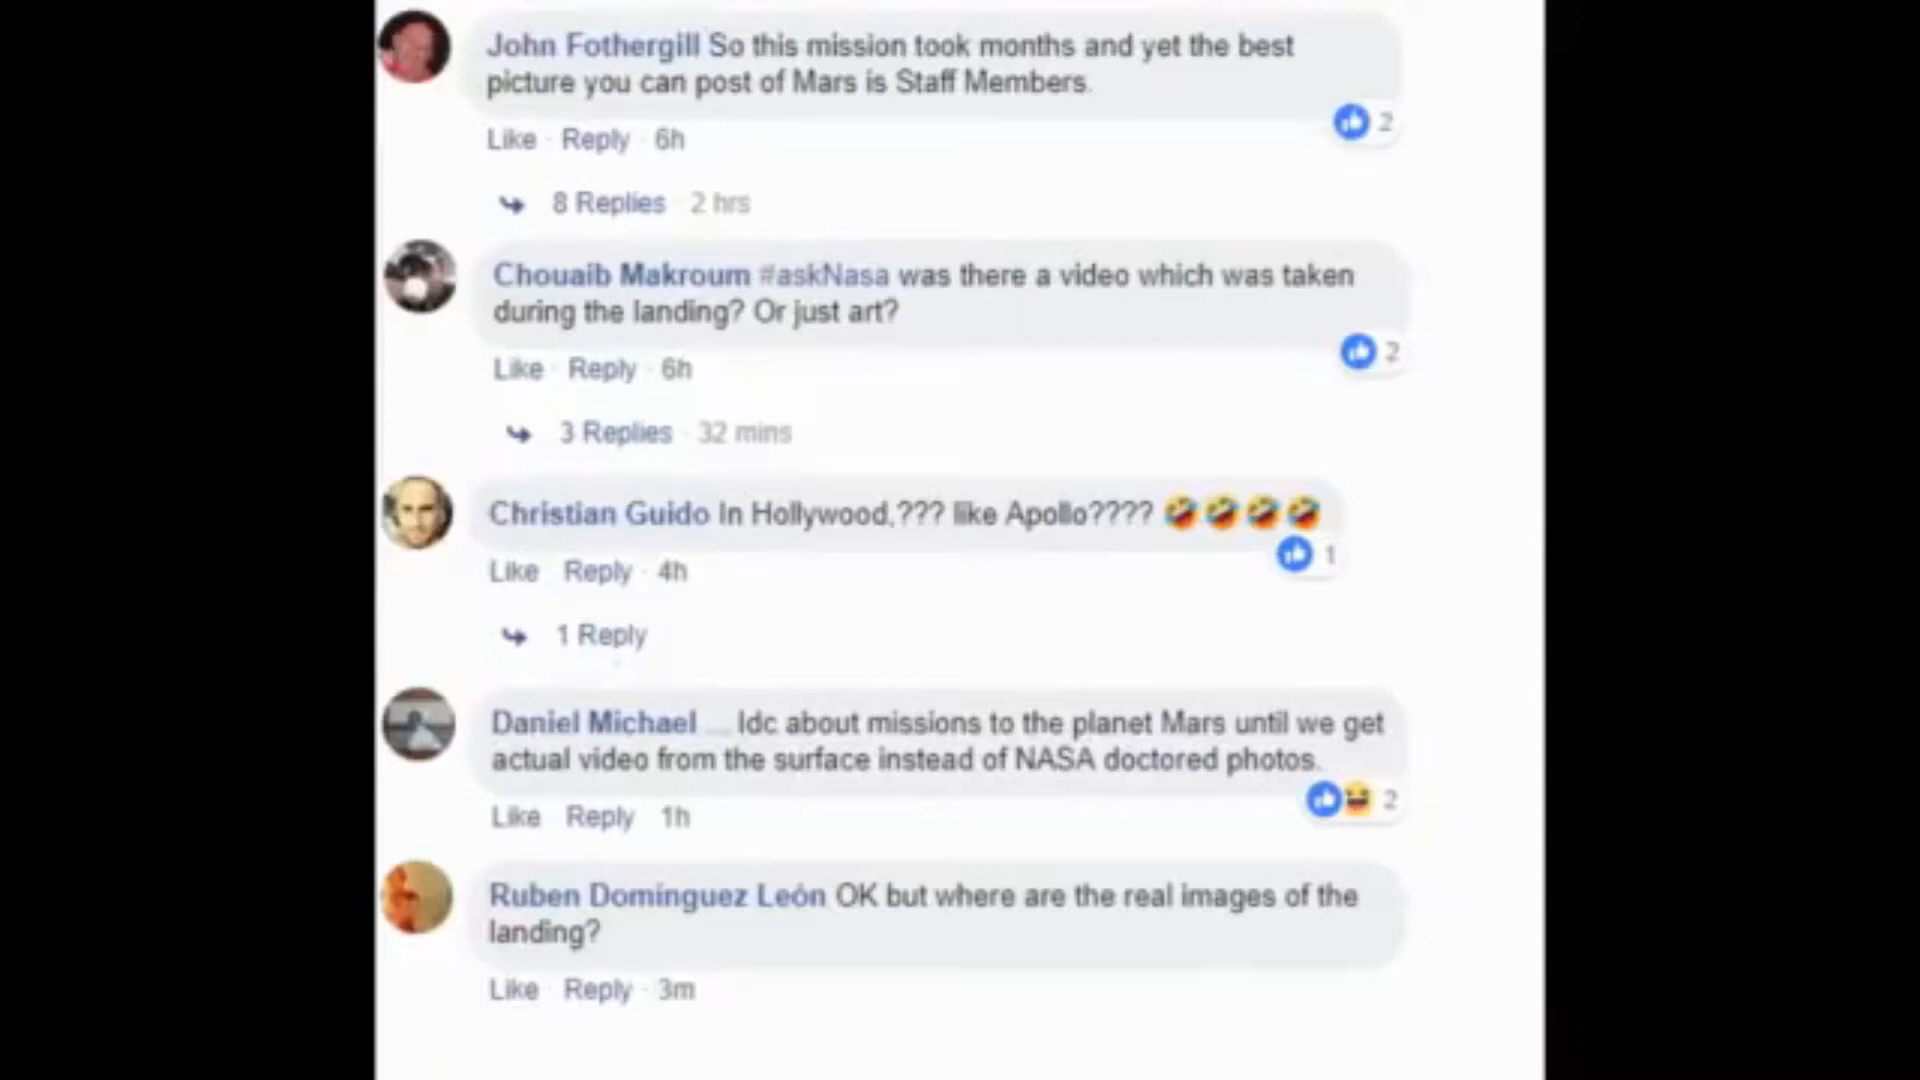 John Fothergill So this mission took months and yet the best
picture you can post of Mars is Staff Members.
2
Like · Reply · 6h
8 Replies · 2 hrs
Chouaib Makroum #askNasa was there a video which was taken
during the landing? Or just art?
2
Like · Reply · 6h
3 Replies · 32 mins
Christian Guido In Hollywood,??? like Apollo???? 🤣🤣🤣🤣
1
Like · Reply · 4h
1 Reply
Daniel Michael Idc about missions to the planet Mars until we get
actual video from the surface instead of NASA doctored photos.
2
Like · Reply · 1h
Ruben Dominguez León OK but where are the real images of the
landing?
Like · Reply · 3m